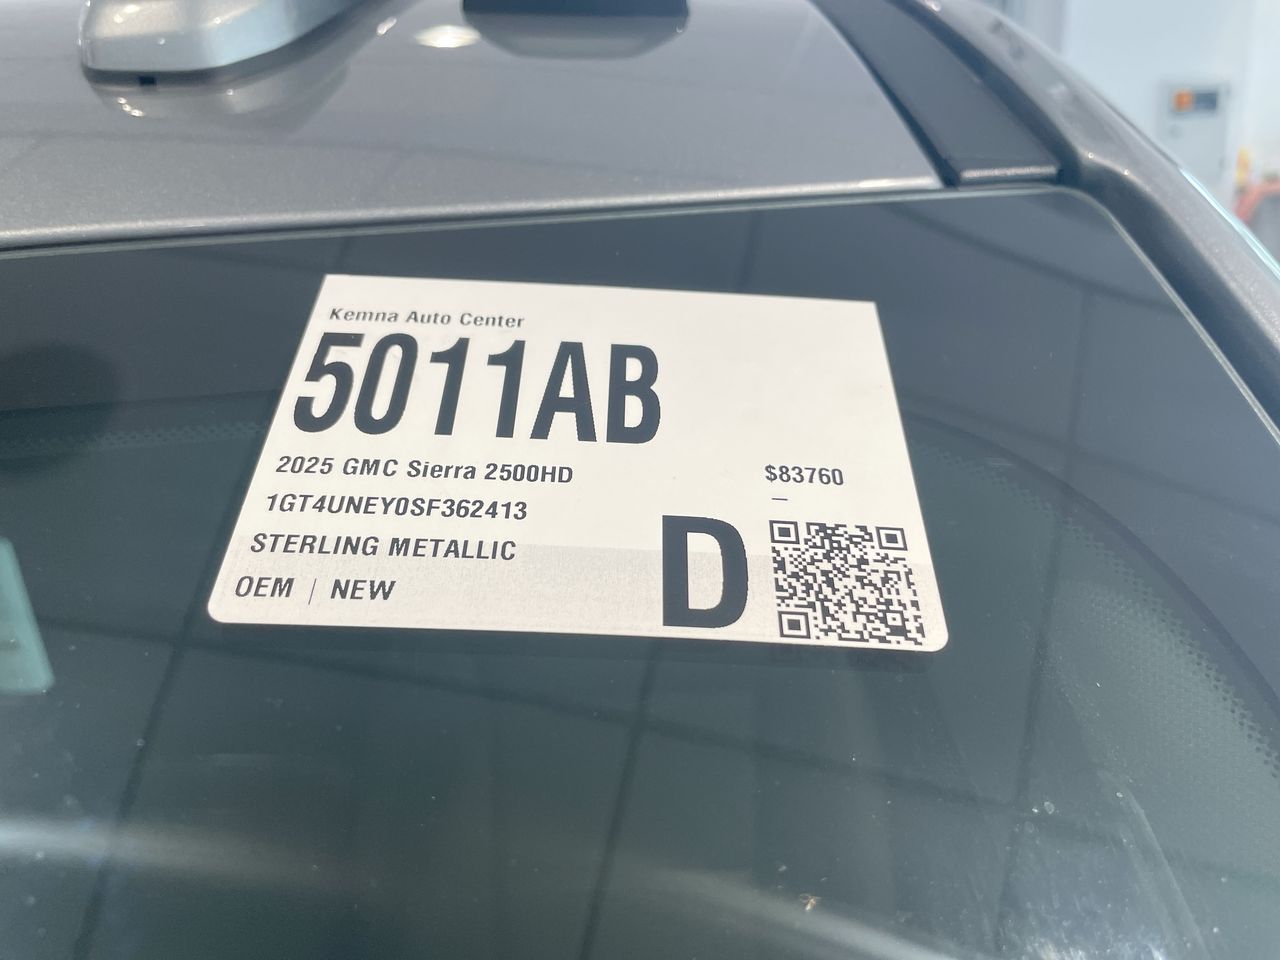 Kemna Auto Center
5011AB
2025 GMC Sierra 2500HD
$83760
1GT4UNEY0SF362413
–
STERLING METALLIC
OEM | NEW
D